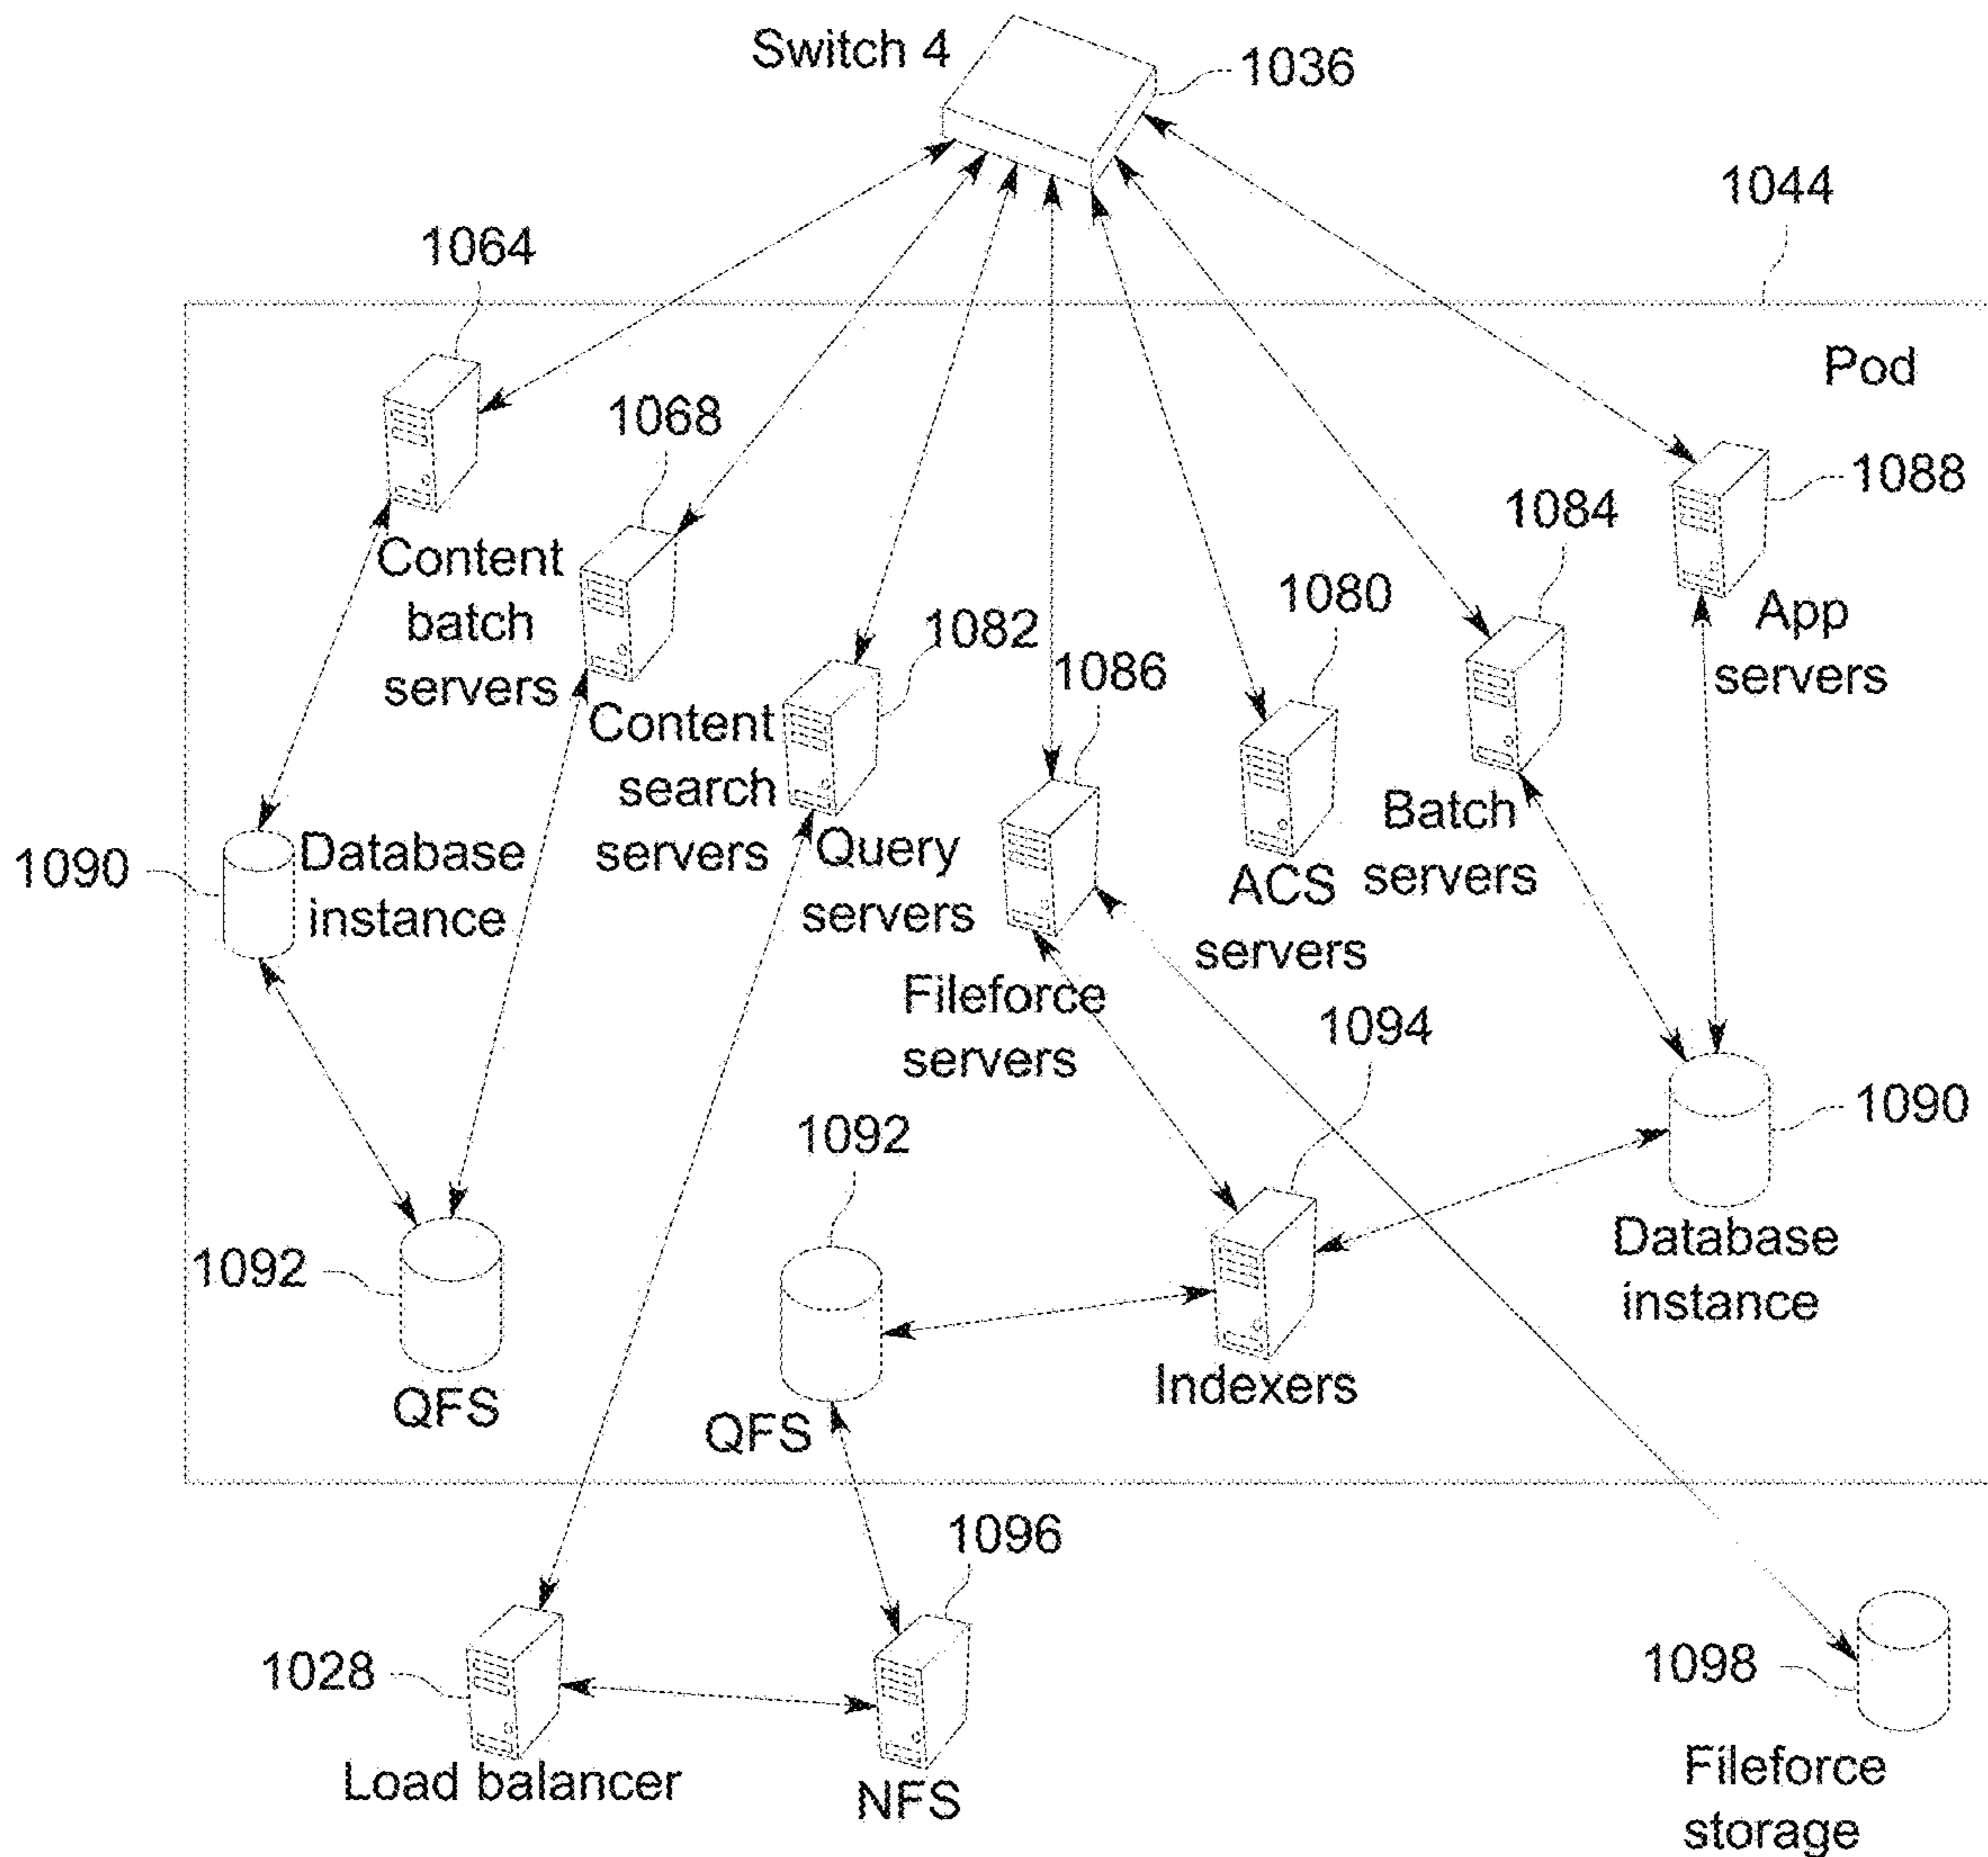 Switch 4
1036
1044
1064
Pod
1068
1088
1084
Content
batch
servers
1080
App
servers
1082
1086
Content
search
servers
Batch
servers
1090
Database
instance
Query
servers
ACS
servers
Fileforce
servers
1094
1092
1090
1092
Database
instance
QFS
QFS
Indexers
1096
1028
1098
Load balancer
NFS
Fileforce
storage